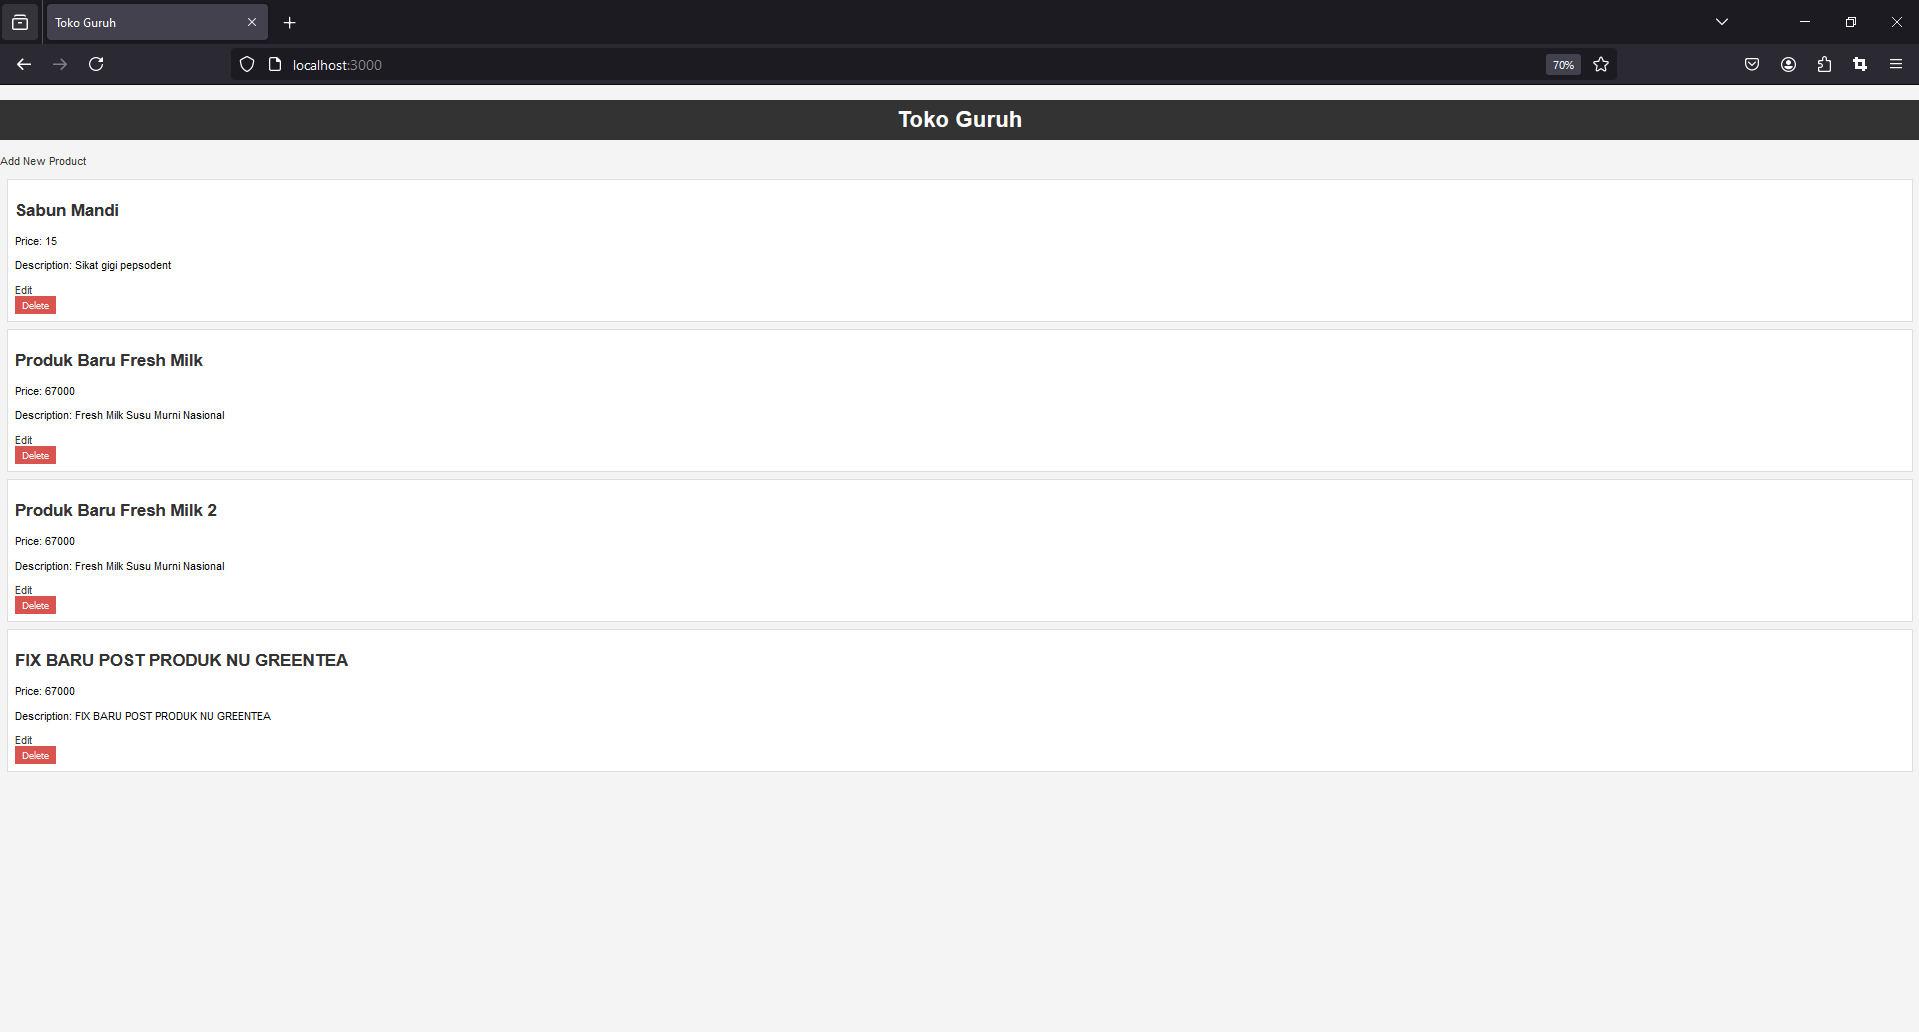 Toko Guruh
localhost:3000
70%
Toko Guruh
Add New Product
Sabun Mandi
Price: 15
Description: Sikat gigi pepsodent
Edit
Delete
Produk Baru Fresh Milk
Price: 67000
Description: Fresh Milk Susu Murni Nasional
Edit
Delete
Produk Baru Fresh Milk 2
Price: 67000
Description: Fresh Milk Susu Murni Nasional
Edit
Delete
FIX BARU POST PRODUK NU GREENTEA
Price: 67000
Description: FIX BARU POST PRODUK NU GREENTEA
Edit
Delete